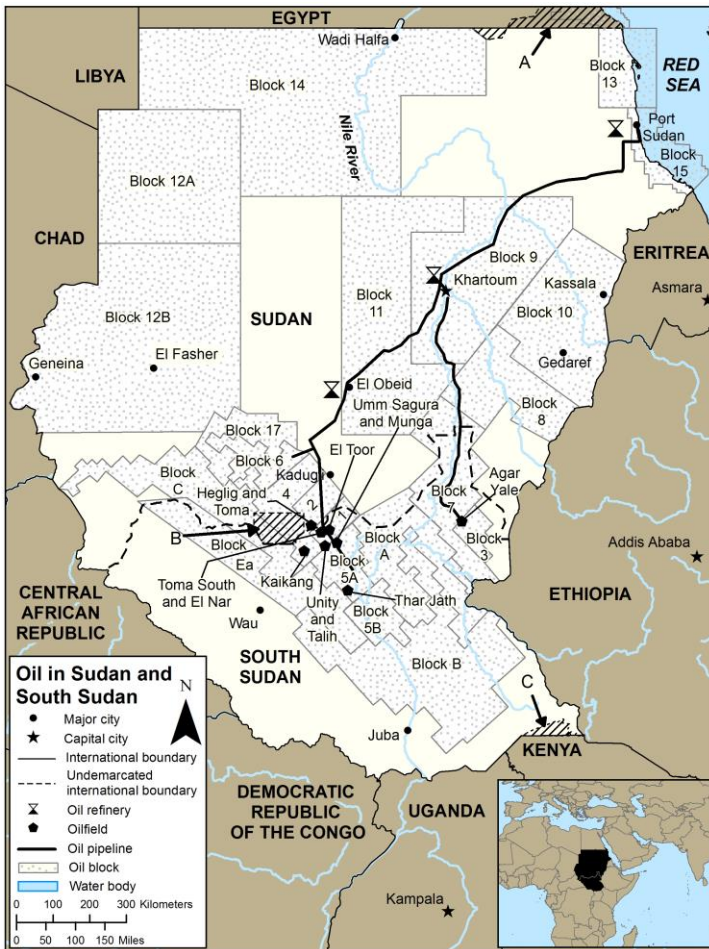 EGYPT
Wadi Halfa
LIBYA
A
RED
SEA
Block
13
Block 14
Nile River
Port
Sudan
Block
15
Block 12A
CHAD
ERITREA
Block 9
Khartoum
Kassala
Asmara
Block
11
Block 10
Block 12B
SUDAN
El Fasher
Geneina
Gedaref
El Obeid
Umm Sagura
and Munga
Block
8
Block 17
El Toor
Block 6
Kadugli
Agar
Yale
Block
C
4
2
Block
7
Heglig and
Toma
B
Block
Ea
Block
A
Block
3
Addis Ababa
Toma South
and El Nar
Kaikang
Block
5A
Unity
and
Talih
Thar Jath
Block
5B
CENTRAL
AFRICAN
REPUBLIC
ETHIOPIA
Wau
SOUTH
SUDAN
Block B
C
Juba
KENYA
DEMOCRATIC
REPUBLIC
OF THE CONGO
UGANDA
Kampala
Oil in Sudan and
South Sudan
N
Major city
Capital city
International boundary
Undemarcated
international boundary
Oil refinery
Oilfield
Oil pipeline
Oil block
Water body
0 100 200 300 Kilometers
0 50 100 150 Miles